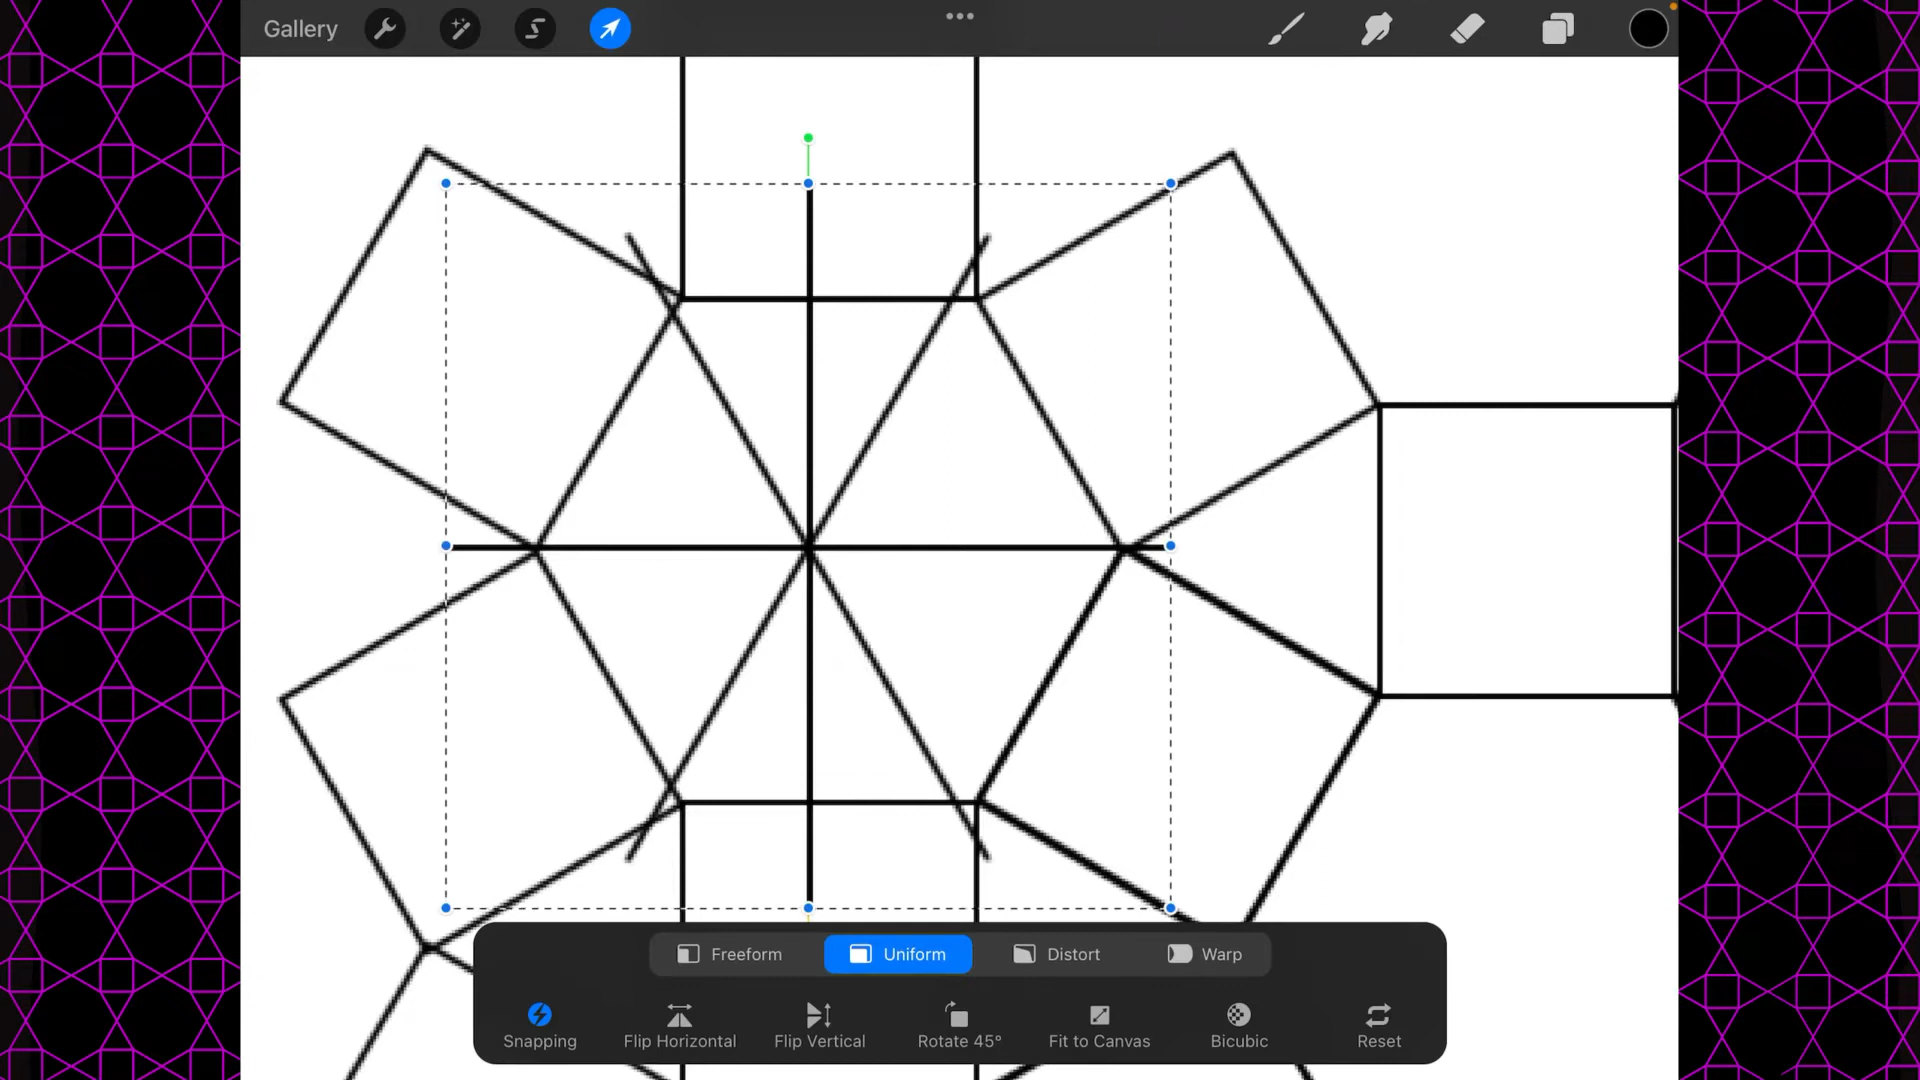 Gallery
Freeform Uniform Distort Warp
Snapping Flip Horizontal Flip Vertical Rotate 45° Fit to Canvas Bicubic Reset